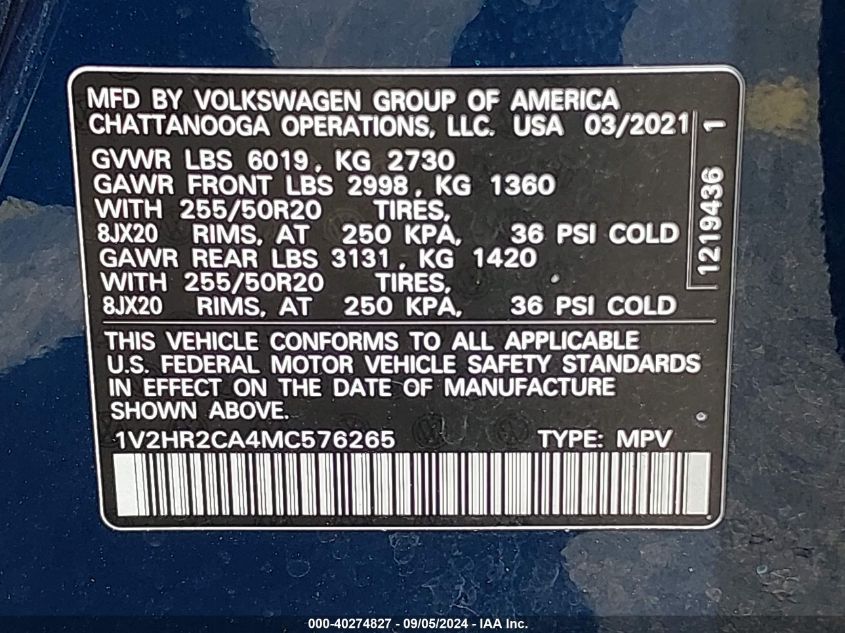 MFD BY VOLKSWAGEN GROUP OF AMERICA
CHATTANOOGA OPERATIONS, LLC. USA 03/2021
GVWR LBS 6019, KG 2730
GAWR FRONT LBS 2998, KG 1360
WITH 255/50R20 TIRES,
8JX20 RIMS, AT 250 KPA, 36 PSI COLD
GAWR REAR LBS 3131, KG 1420
WITH 255/50R20 TIRES,
8JX20 RIMS, AT 250 KPA, 36 PSI COLD
1219436 1
THIS VEHICLE CONFORMS TO ALL APPLICABLE
U.S. FEDERAL MOTOR VEHICLE SAFETY STANDARDS
IN EFFECT ON THE DATE OF MANUFACTURE
SHOWN ABOVE.
1V2HR2CA4MC576265 TYPE: MPV
000-40274827 - 09/05/2024 - IAA Inc.